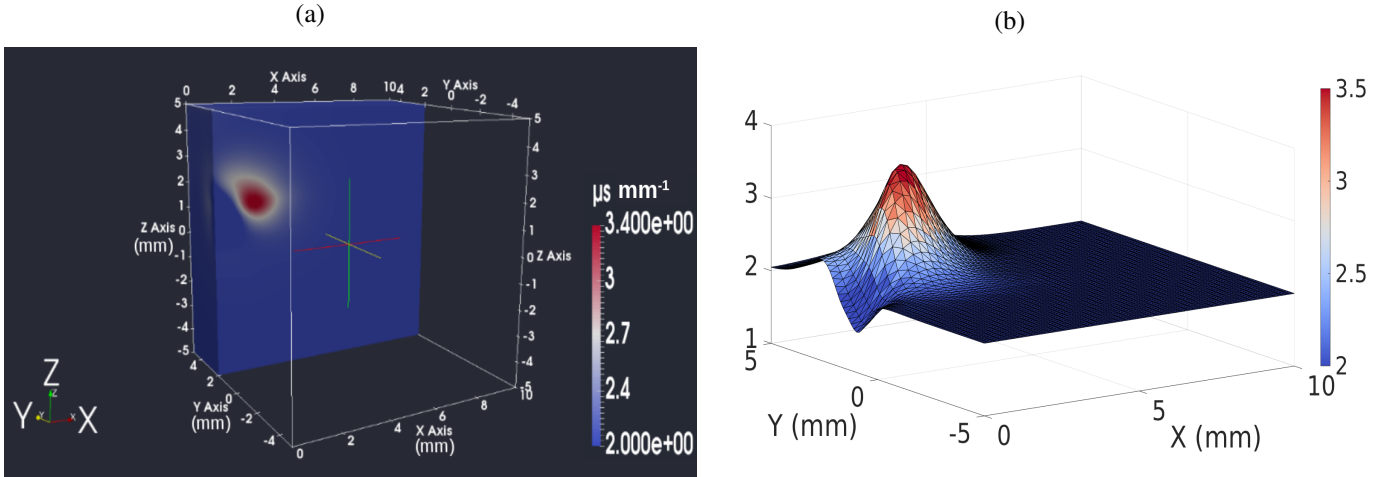 (a)
(b)
X Axis
0 2 4 6 8 10
Y Axis
4 2 0 -2 -4
5
4
3
2
1
0
-1
-2
-3
-4
-5
Z Axis
(mm)
5
4
3
2
1
0
-1
-2
-3
-4
-5
Z Axis
4
2
0
-2
-4
Y Axis
(mm)
0 2 4 6 8 10
X Axis
(mm)
Z
Z
Y
Y
X
X
µs mm-1
3.400e+00
3
2.7
2.4
2.000e+00
4
3
2
1
5
0
-5
Y (mm)
0
5
10
X (mm)
3.5
3
2.5
2